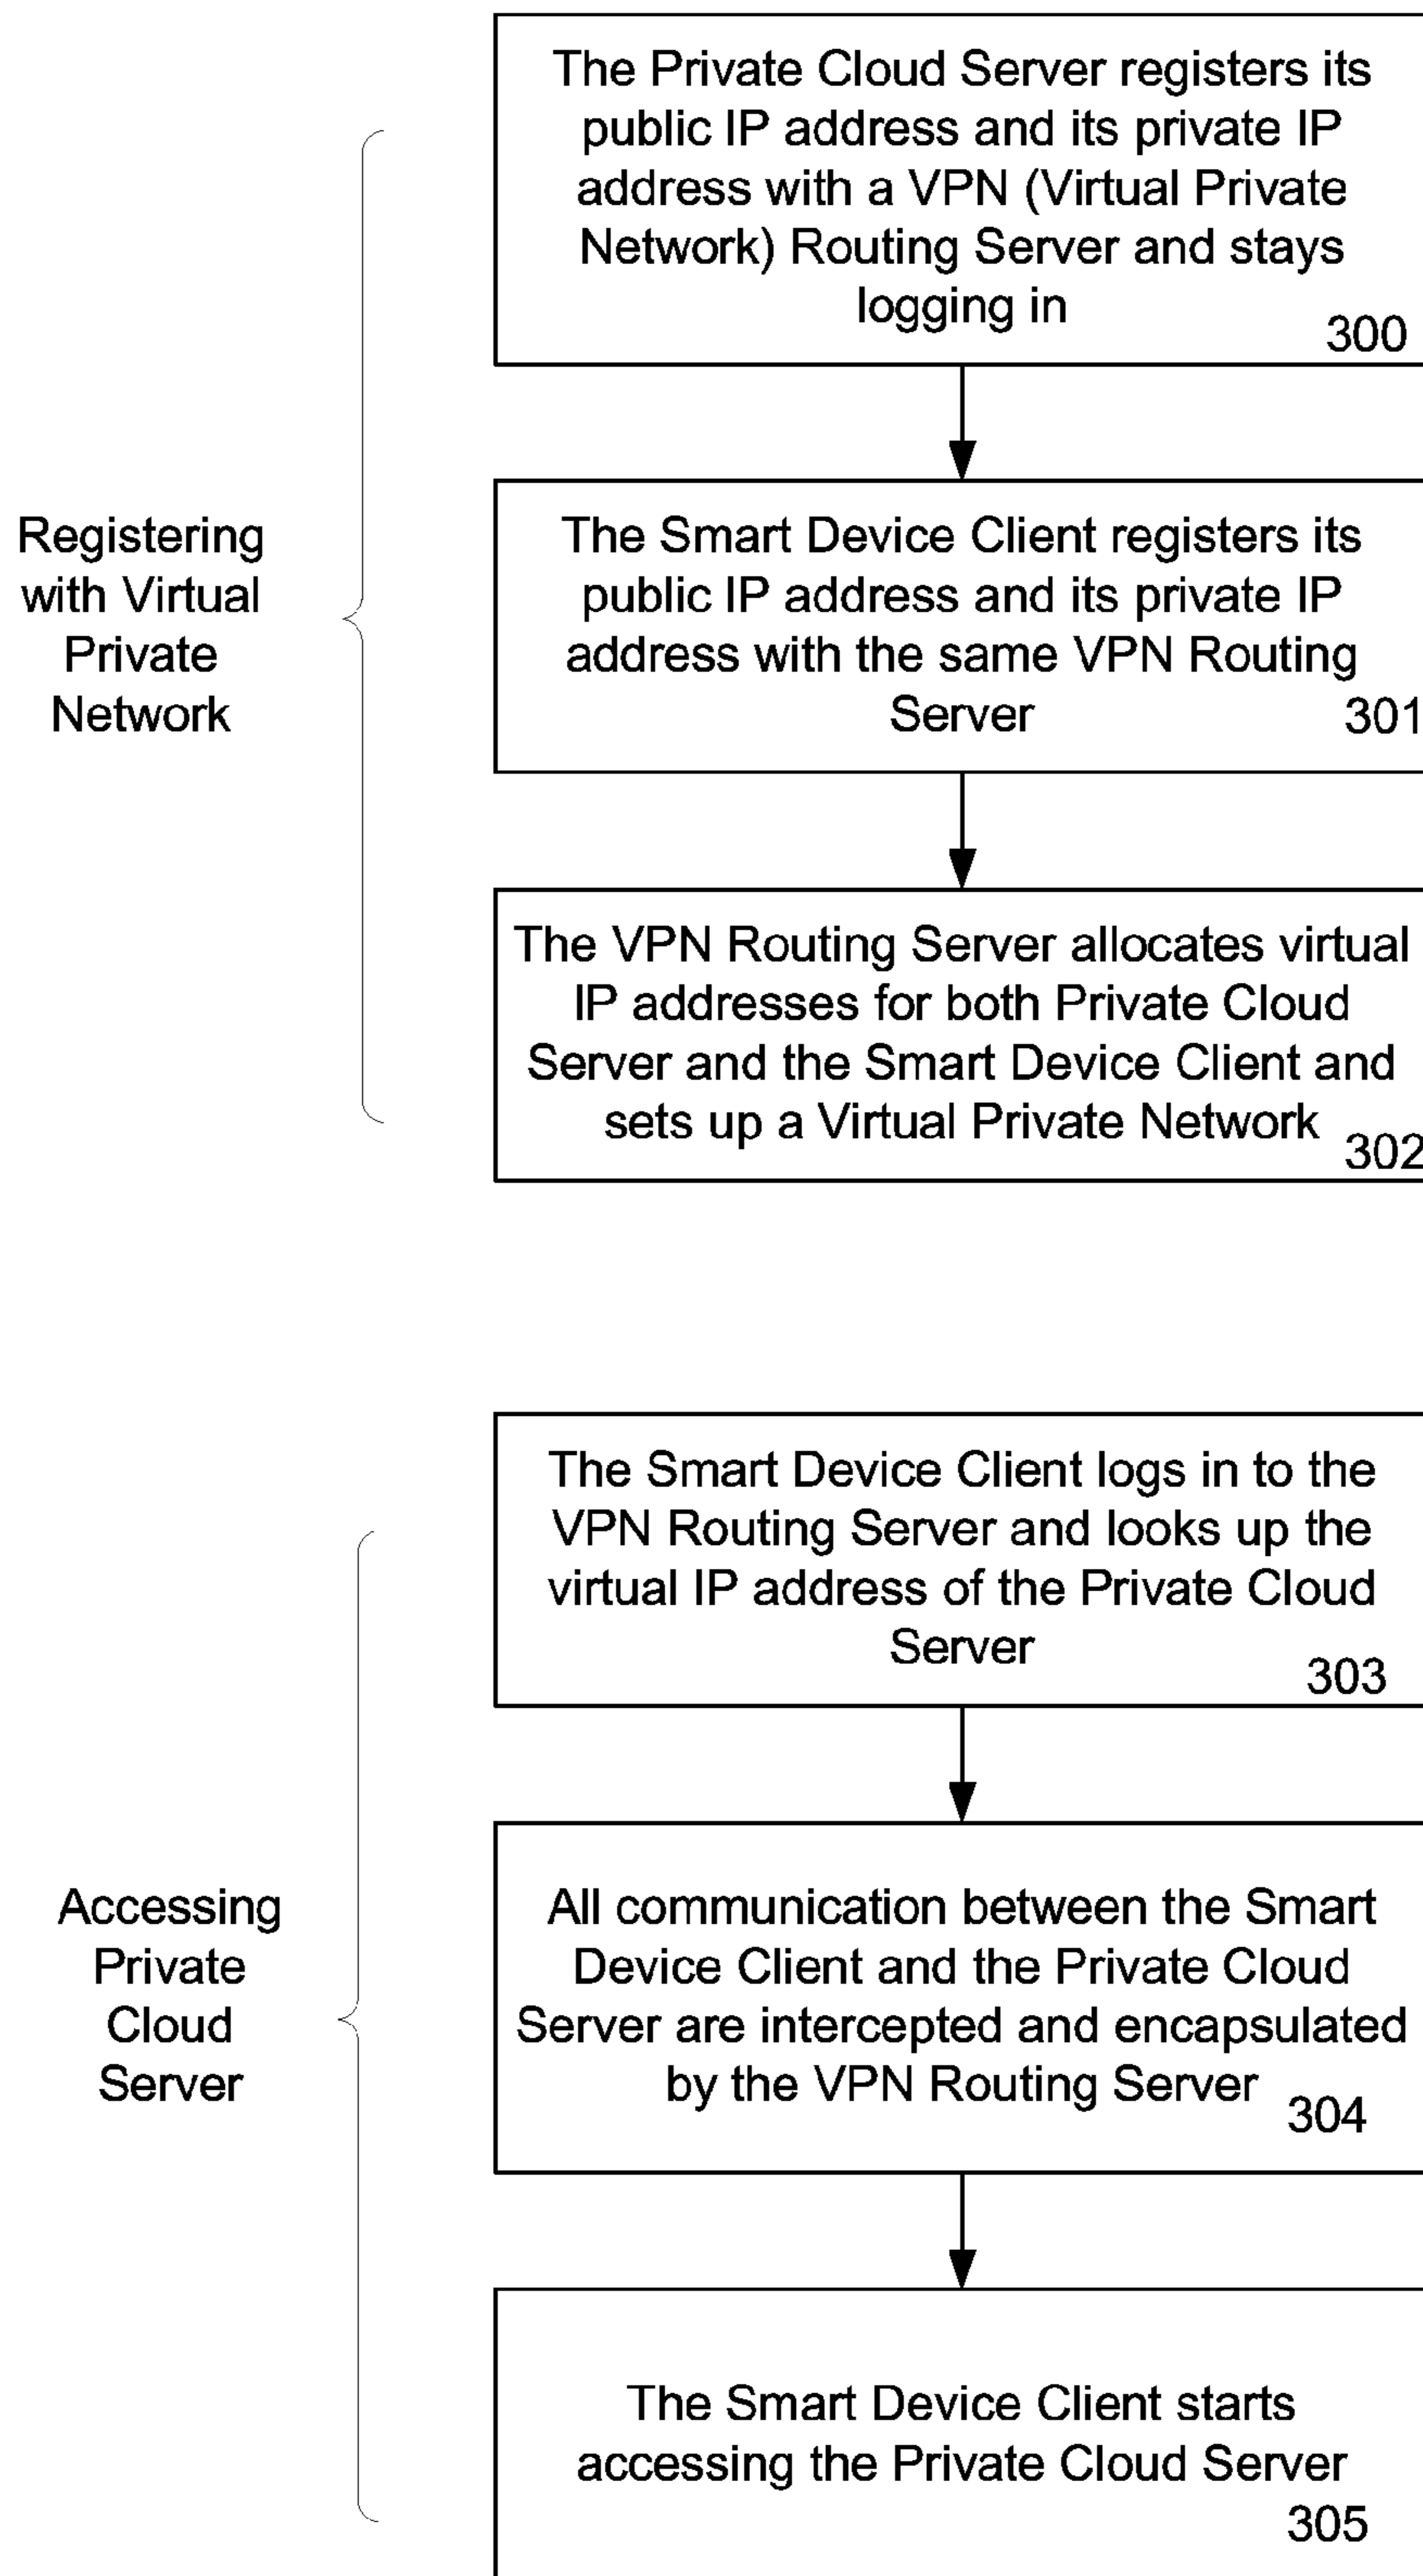 The Private Cloud Server registers its
public IP address and its private IP
address with a VPN (Virtual Private
Network) Routing Server and stays
logging in
300
Registering
with Virtual
Private
Network
The Smart Device Client registers its
public IP address and its private IP
address with the same VPN Routing
Server
301
The VPN Routing Server allocates virtual
IP addresses for both Private Cloud
Server and the Smart Device Client and
sets up a Virtual Private Network
302
The Smart Device Client logs in to the
VPN Routing Server and looks up the
virtual IP address of the Private Cloud
Server
303
Accessing
Private
Cloud
Server
All communication between the Smart
Device Client and the Private Cloud
Server are intercepted and encapsulated
by the VPN Routing Server
304
The Smart Device Client starts
accessing the Private Cloud Server
305